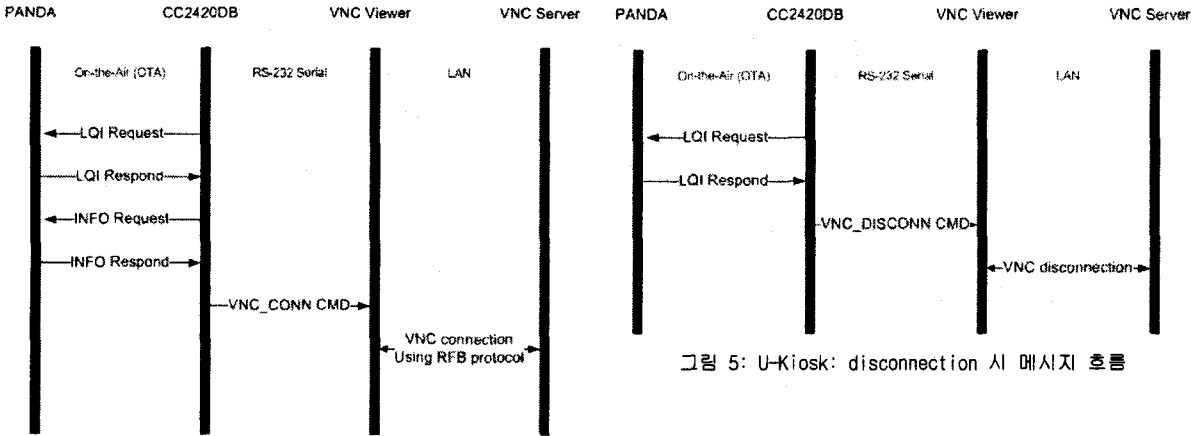 PANDA CC2420DB VNC Viewer VNC Server
On-the-Air (OTA) RS-232 Serial LAN
LQI Request
LQI Respond
INFO Request
INFO Respond
VNC_CONN CMD
VNC connection
Using RFB protocol
PANDA CC2420DB VNC Viewer VNC Server
On-the-Air (OTA) RS-232 Serial LAN
LQI Request
LQI Respond
VNC_DISCONN CMD
VNC disconnection
그림 5: U-Kiosk: disconnection 시 메시지 흐름